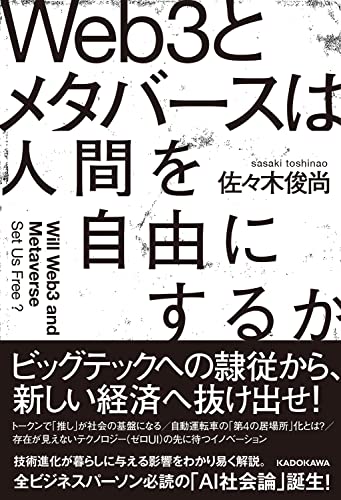 Web3と
メタバースは
人間を
自由に
するか
sasaki toshinao
佐々木俊尚
Will Web3 and
Metaverse
Set Us Free ?
ビッグテックへの隷従から、
新しい経済へ抜け出せ!
トークンで「推し」が社会の基盤になる/自動運転車の「第4の居場所」化とは?/
存在が見えないテクノロジー(ゼロUI)の先に待つイノベーション
技術進化が暮らしに与える影響をわかり易く解説。
KADOKAWA
全ビジネスパーソン必読の「AI社会論」誕生!